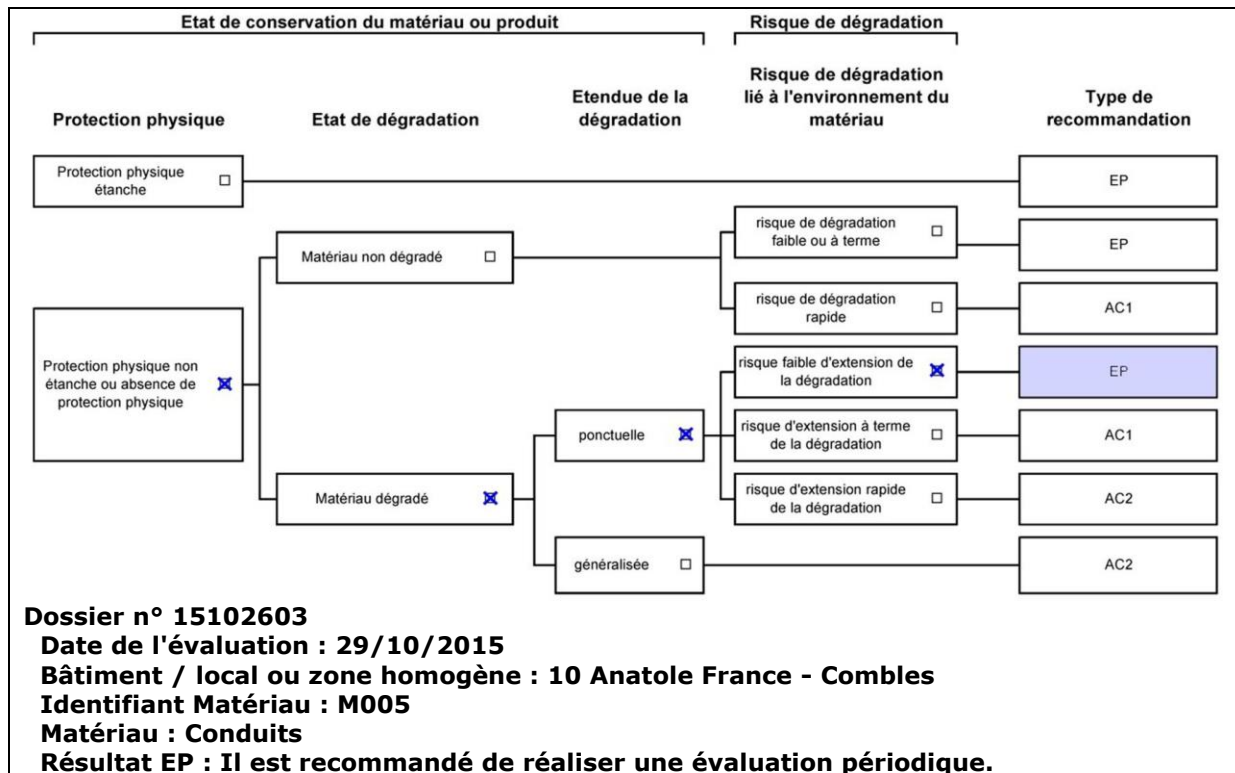 Etat de conservation du matériau ou produit
Risque de dégradation
Protection physique
Etat de dégradation
Etendue de la
dégradation
Risque de dégradation
lié à l'environnement du
matériau
Type de
recommandation
Protection physique
étanche
EP
Matériau non dégradé
risque de dégradation
faible ou à terme
EP
risque de dégradation
rapide
AC1
Protection physique non
étanche ou absence de
protection physique
risque faible d'extension de
la dégradation
EP
ponctuelle
risque d'extension à terme
de la dégradation
AC1
Matériau dégradé
risque d'extension rapide
de la dégradation
AC2
généralisée
AC2
Dossier n° 15102603
Date de l'évaluation : 29/10/2015
Bâtiment / local ou zone homogène : 10 Anatole France - Combles
Identifiant Matériau : M005
Matériau : Conduits
Résultat EP : Il est recommandé de réaliser une évaluation périodique.